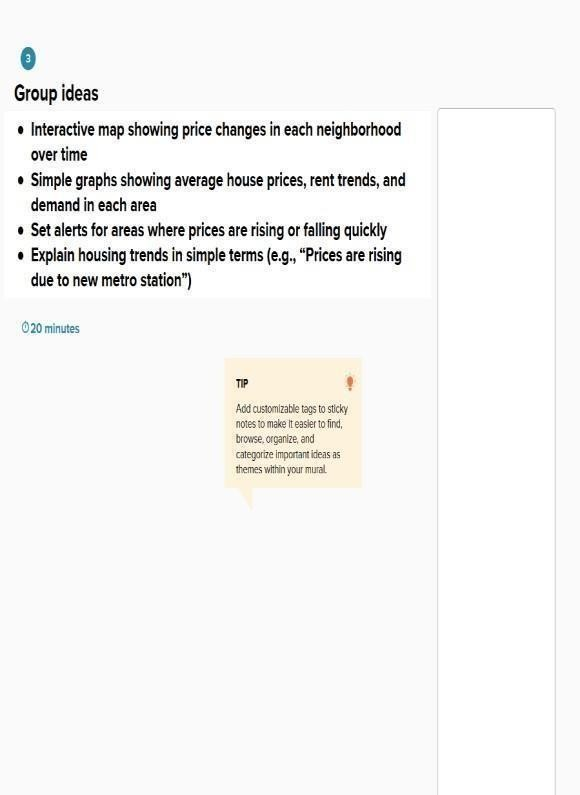 3
Group ideas
• Interactive map showing price changes in each neighborhood
over time
• Simple graphs showing average house prices, rent trends, and
demand in each area
• Set alerts for areas where prices are rising or falling quickly
• Explain housing trends in simple terms (e.g., “Prices are rising
due to new metro station”)
20 minutes
TIP
Add customizable tags to sticky
notes to make it easier to find,
browse, organize, and
categorize important ideas as
themes within your mural.